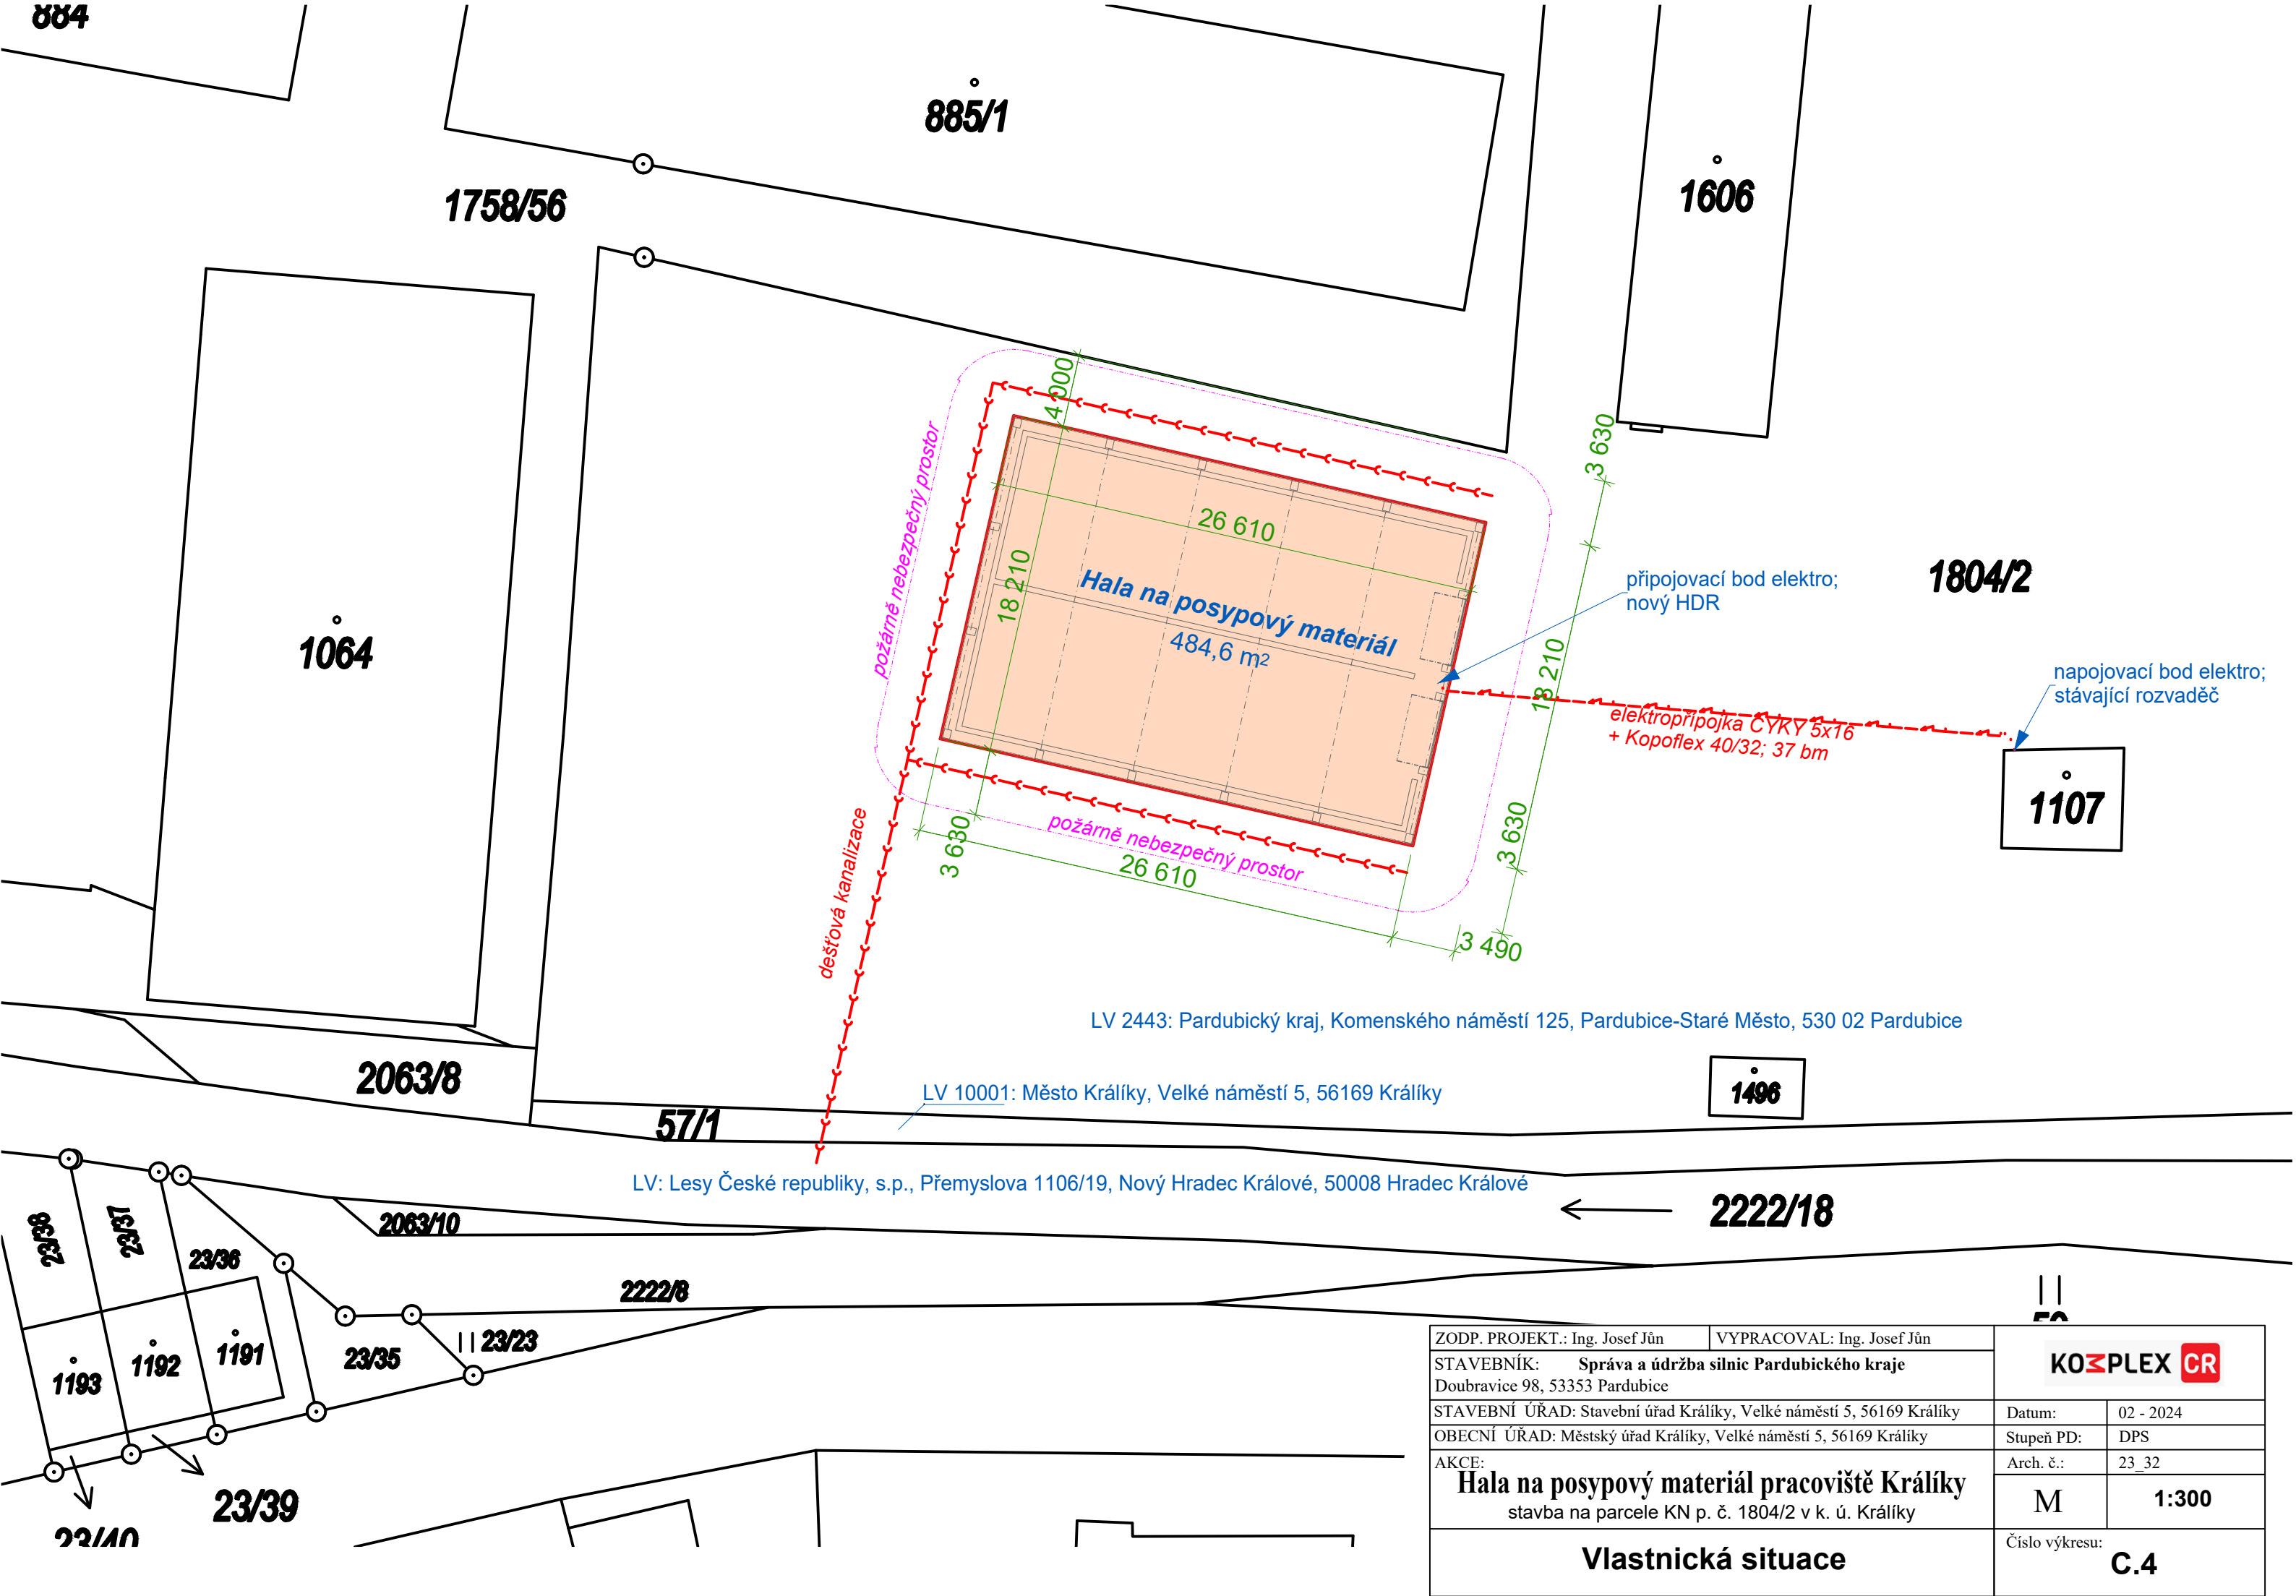 884
885/1
1758/56
1606
1064
1804/2
4 000
3 630
požárně nebezpečný prostor
26 610
18 210
Hala na posypový materiál
484,6 m2
připojovací bod elektro;
nový HDR
18 210
napojovací bod elektro;
stávající rozvaděč
elektropřípojka CYKY 5x16
+ Kopoflex 40/32; 37 bm
1107
3 630
požárně nebezpečný prostor
3 630
26 610
3 490
dešťová kanalizace
LV 2443: Pardubický kraj, Komenského náměstí 125, Pardubice-Staré Město, 530 02 Pardubice
2063/8
LV 10001: Město Králíky, Velké náměstí 5, 56169 Králíky
1496
57/1
LV: Lesy České republiky, s.p., Přemyslova 1106/19, Nový Hradec Králové, 50008 Hradec Králové
2222/18
2063/10
23/38
23/37
23/36
2222/8
23/23
23/35
1193
1192
1191
23/39
23/40
ZODP. PROJEKT.: Ing. Josef Jůn
VYPRACOVAL: Ing. Josef Jůn
KOMPLEX CR
STAVEBNÍK: Správa a údržba silnic Pardubického kraje
Doubravice 98, 53353 Pardubice
STAVEBNÍ ÚŘAD: Stavební úřad Králíky, Velké náměstí 5, 56169 Králíky
Datum: 02 - 2024
OBECNÍ ÚŘAD: Městský úřad Králíky, Velké náměstí 5, 56169 Králíky
Stupeň PD: DPS
AKCE:
Arch. č.: 23_32
Hala na posypový materiál pracoviště Králíky
stavba na parcele KN p. č. 1804/2 v k. ú. Králíky
M 1:300
Vlastnická situace
Číslo výkresu:
C.4